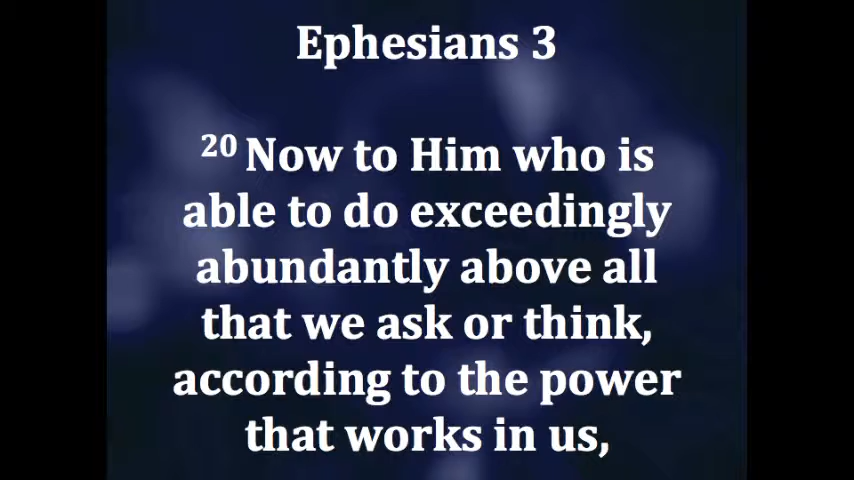 Ephesians 3
20 Now to Him who is
able to do exceedingly
abundantly above all
that we ask or think,
according to the power
that works in us,